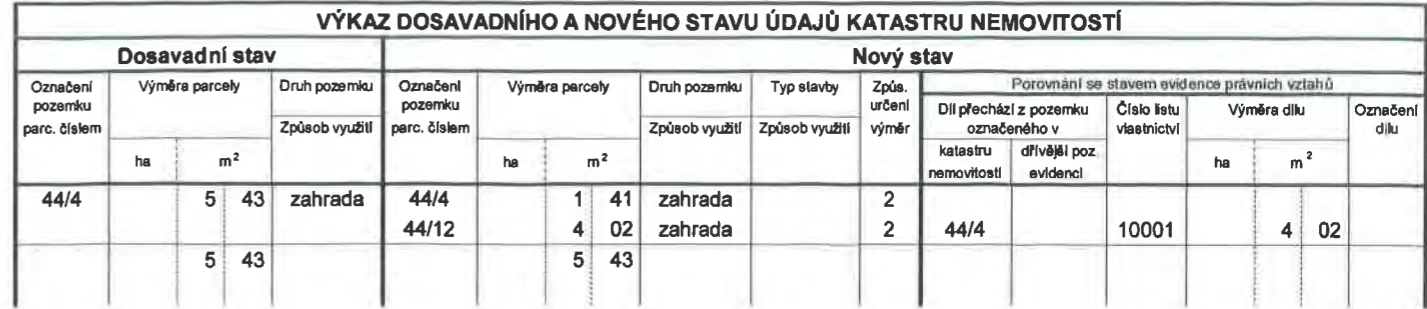 VÝKAZ DOSAVADNÍHO A NOVÉHO STAVU ÚDAJŮ KATASTRU NEMOVITOSTÍ
Dosavadní stav Nový stav
Označení pozemku parc. číslem Výměra parcely Druh pozemku Označení pozemku parc. číslem Výměra parcely Druh pozemku Typ stavby Způs. určení výměr Porovnání se stavem evidence právních vztahů
Způsob využití Způsob využití Způsob využití Díl přechází z pozemku označeného v Číslo listu vlastnictví Výměra dílu Označení dílu
ha m² ha m² katastru nemovitostí dřívější poz. evidenci ha m²
44/4 5 43 zahrada 44/4 1 41 zahrada 2
44/12 4 02 zahrada 2 44/4 10001 4 02
5 43 5 43